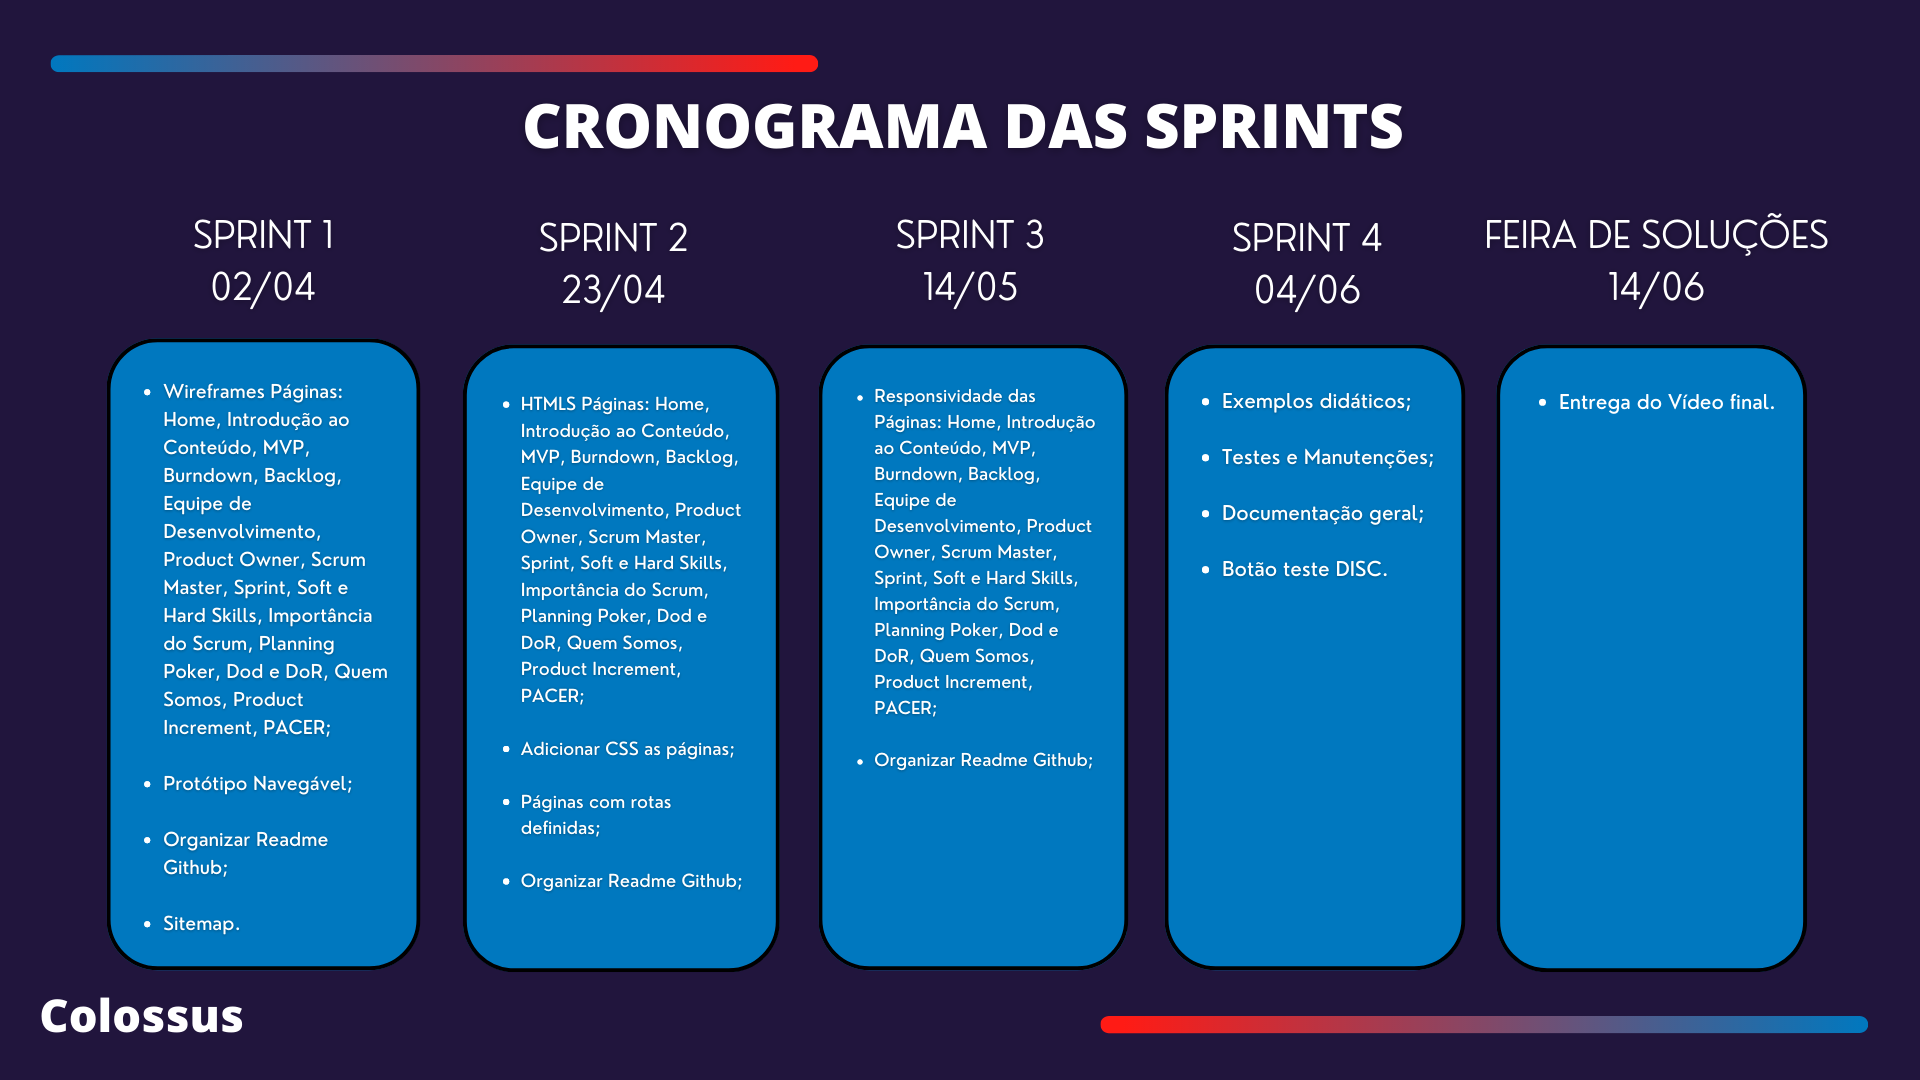 CRONOGRAMA DAS SPRINTS
SPRINT 1
02/04
• Wireframes Páginas:
Home, Introdução ao
Conteúdo, MVP,
Burndown, Backlog,
Equipe de
Desenvolvimento,
Product Owner, Scrum
Master, Sprint, Soft e
Hard Skills, Importância
do Scrum, Planning
Poker, Dod e DoR, Quem
Somos, Product
Increment, PACER;
• Protótipo Navegável;
• Organizar Readme
Github;
• Sitemap.
SPRINT 2
23/04
• HTMLS Páginas: Home,
Introdução ao Conteúdo,
MVP, Burndown, Backlog,
Equipe de
Desenvolvimento, Product
Owner, Scrum Master,
Sprint, Soft e Hard Skills,
Importância do Scrum,
Planning Poker, Dod e
DoR, Quem Somos,
Product Increment,
PACER;
• Adicionar CSS as páginas;
• Páginas com rotas
definidas;
• Organizar Readme Github;
SPRINT 3
14/05
• Responsividade das
Páginas: Home, Introdução
ao Conteúdo, MVP,
Burndown, Backlog,
Equipe de
Desenvolvimento, Product
Owner, Scrum Master,
Sprint, Soft e Hard Skills,
Importância do Scrum,
Planning Poker, Dod e
DoR, Quem Somos,
Product Increment,
PACER;
• Organizar Readme Github;
SPRINT 4
04/06
• Exemplos didáticos;
• Testes e Manutenções;
• Documentação geral;
• Botão teste DISC.
FEIRA DE SOLUÇÕES
14/06
• Entrega do Vídeo final.
Colossus